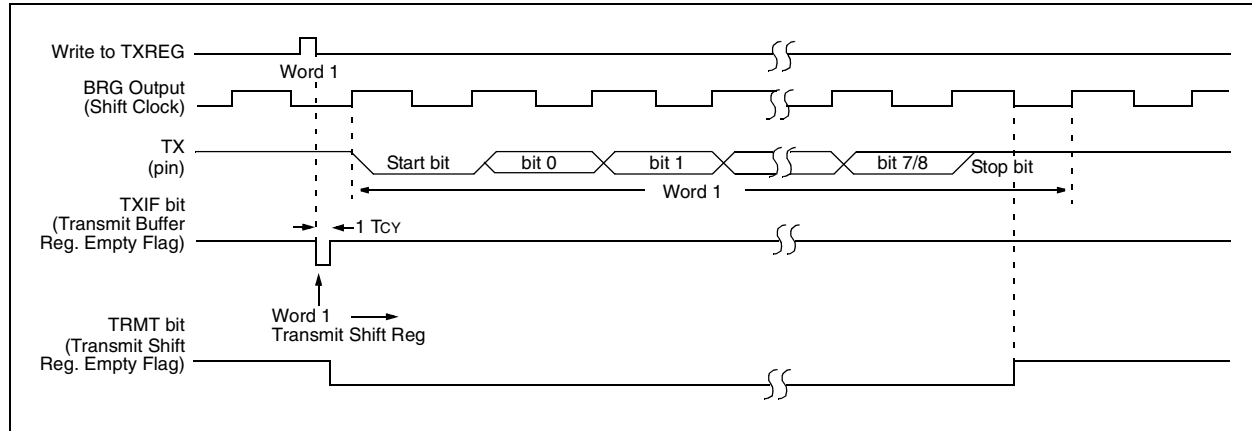 Write to TXREG
Word 1
BRG Output
(Shift Clock)
TX
(pin)
Start bit
bit 0
bit 1
bit 7/8
Stop bit
Word 1
TXIF bit
(Transmit Buffer
Reg. Empty Flag)
1 TCY
Word 1
Transmit Shift Reg
TRMT bit
(Transmit Shift
Reg. Empty Flag)